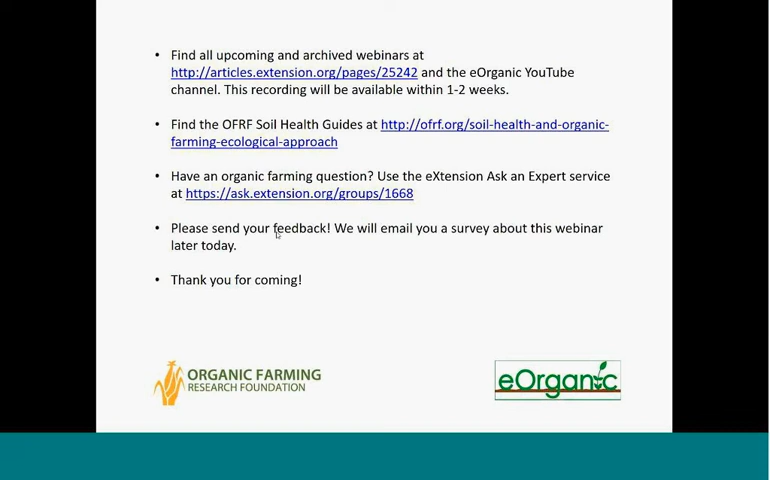 • Find all upcoming and archived webinars at
http://articles.extension.org/pages/25242 and the eOrganic YouTube
channel. This recording will be available within 1-2 weeks.
• Find the OFRF Soil Health Guides at http://ofrf.org/soil-health-and-organic-
farming-ecological-approach
• Have an organic farming question? Use the eXtension Ask an Expert service
at https://ask.extension.org/groups/1668
• Please send your feedback! We will email you a survey about this webinar
later today.
• Thank you for coming!
ORGANIC FARMING
RESEARCH FOUNDATION
eOrganic